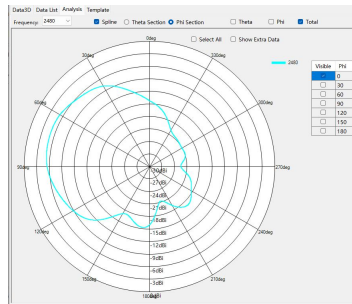 Data3D Data List Analysis Template
Frequency 2480 Spline Theta Section Phi Section Theta Phi Total
Select All Show Extra Data
2480
Visible Phi
0
30
60
90
120
150
180
0deg
30deg
330deg
60deg
300deg
90deg
270deg
120deg
240deg
150deg
210deg
180deg
-30dBi
-27dBi
-24dBi
-21dBi
-18dBi
-15dBi
-12dBi
-9dBi
-6dBi
-3dBi
0dBi